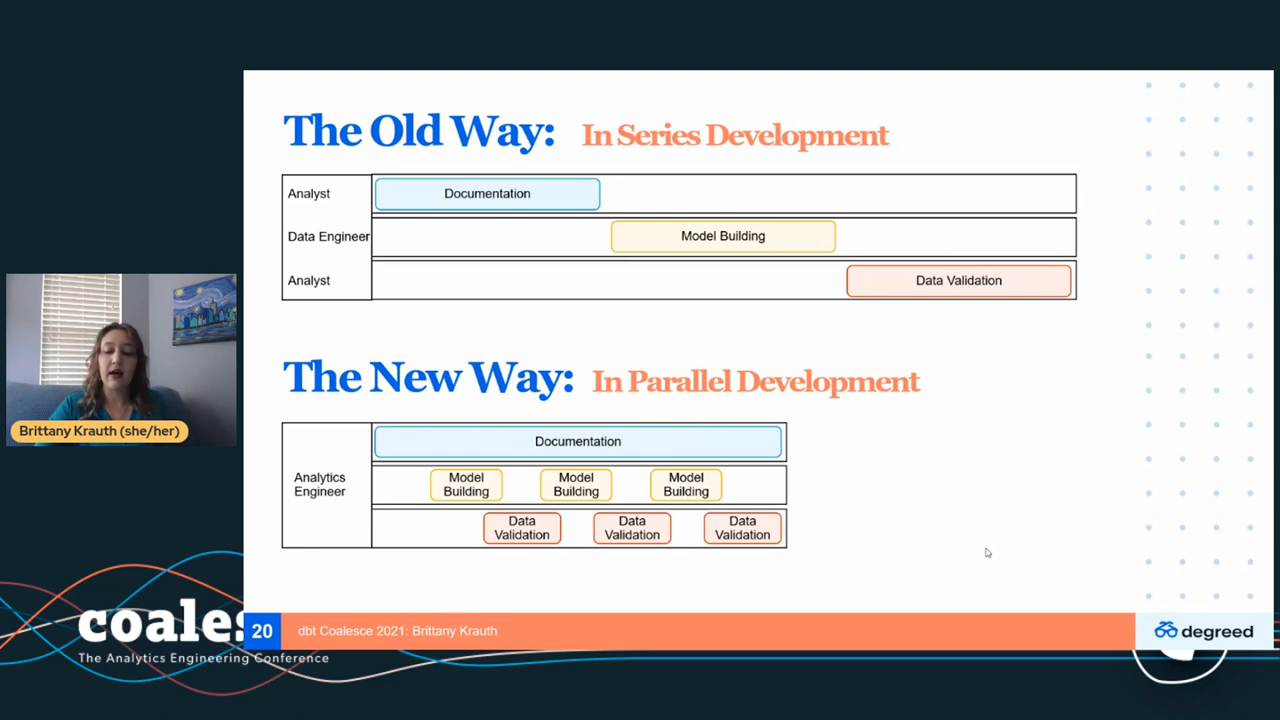 The Old Way: In Series Development
Analyst
Documentation
Data Engineer
Model Building
Analyst
Data Validation
The New Way: In Parallel Development
Analytics
Engineer
Documentation
Model
Building
Model
Building
Model
Building
Data
Validation
Data
Validation
Data
Validation
Brittany Krauth (she/her)
20
dbt Coalesce 2021: Brittany Krauth
degreed
coales
The Analytics Engineering Conference